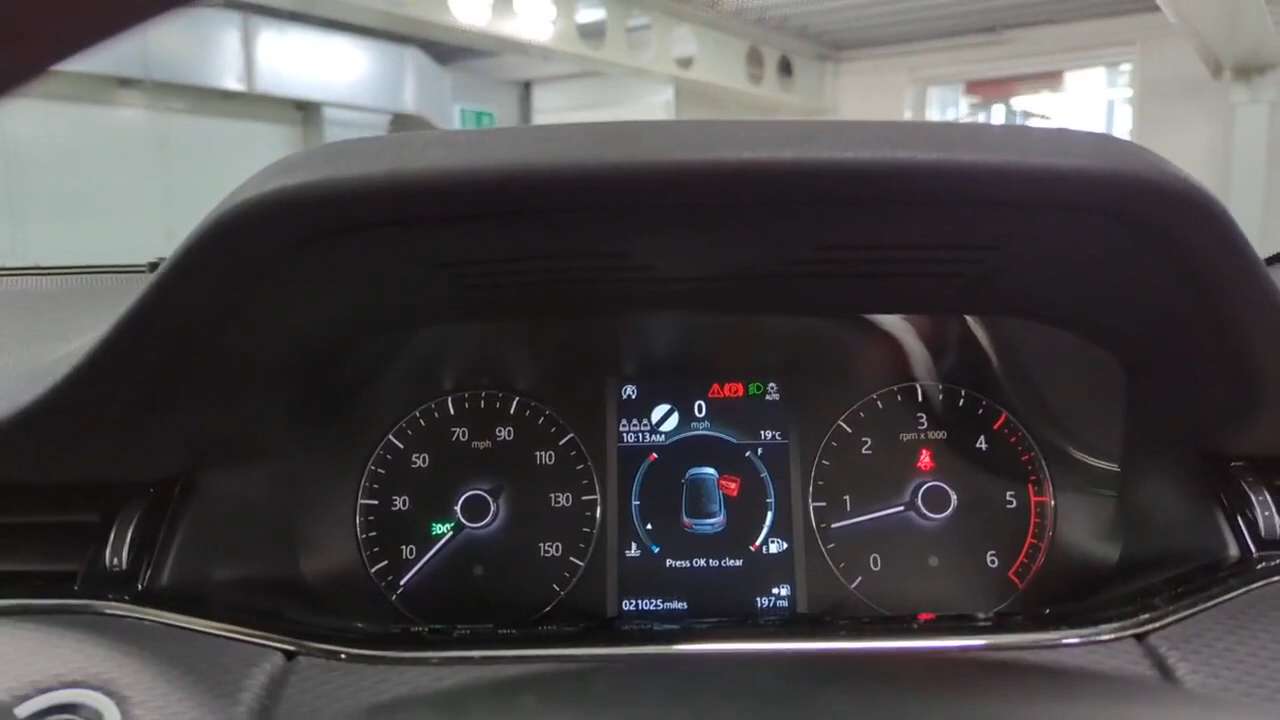 AUTO
0
mph
10:13AM
19°C
F
E
Press OK to clear
021025miles
197mi
10
30
50
70
90
110
130
150
mph
0
1
2
3
4
5
6
rpm x 1000
P